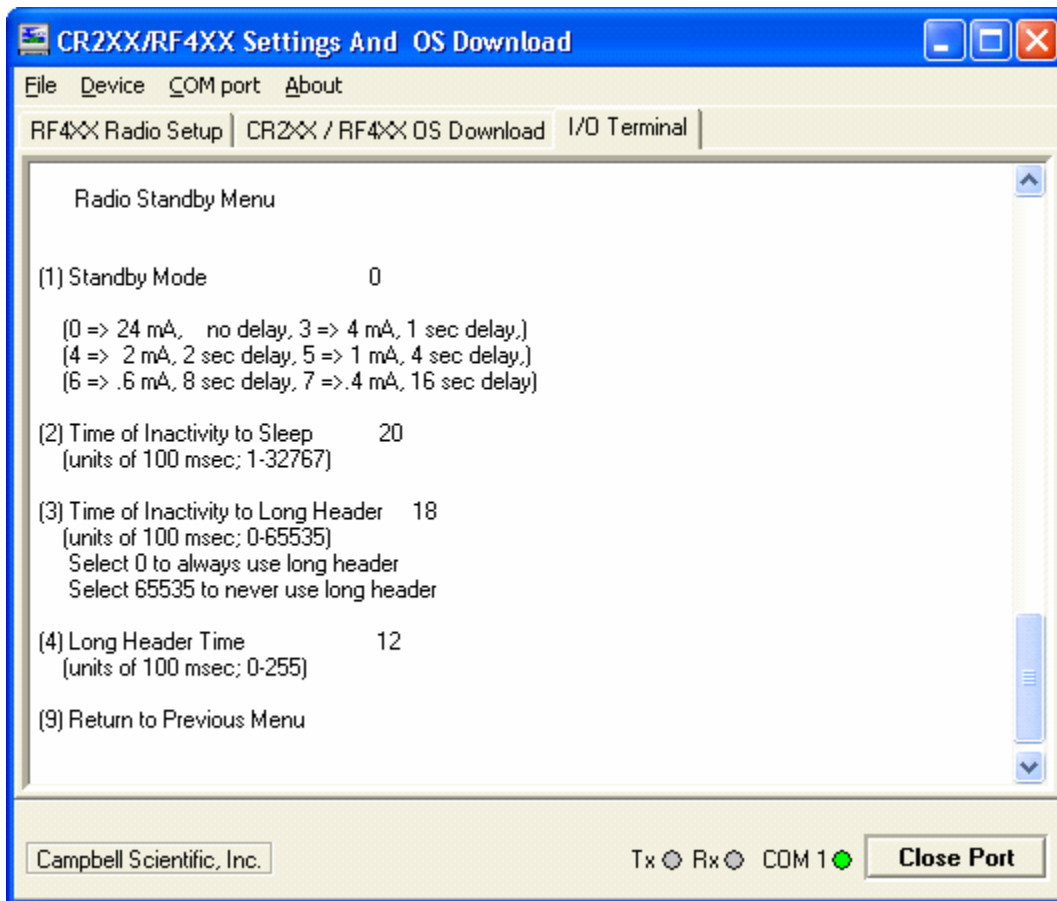 CR2XX/RF4XX Settings And OS Download
File Device COM port About
RF4XX Radio Setup CR2XX / RF4XX OS Download I/O Terminal
Radio Standby Menu
(1) Standby Mode 0
(0 => 24 mA, no delay, 3 => 4 mA, 1 sec delay,)
(4 => 2 mA, 2 sec delay, 5 => 1 mA, 4 sec delay,)
(6 => .6 mA, 8 sec delay, 7 =>.4 mA, 16 sec delay)
(2) Time of Inactivity to Sleep 20
(units of 100 msec; 1-32767)
(3) Time of Inactivity to Long Header 18
(units of 100 msec; 0-65535)
Select 0 to always use long header
Select 65535 to never use long header
(4) Long Header Time 12
(units of 100 msec; 0-255)
(9) Return to Previous Menu
Campbell Scientific, Inc. Tx Rx COM 1 Close Port